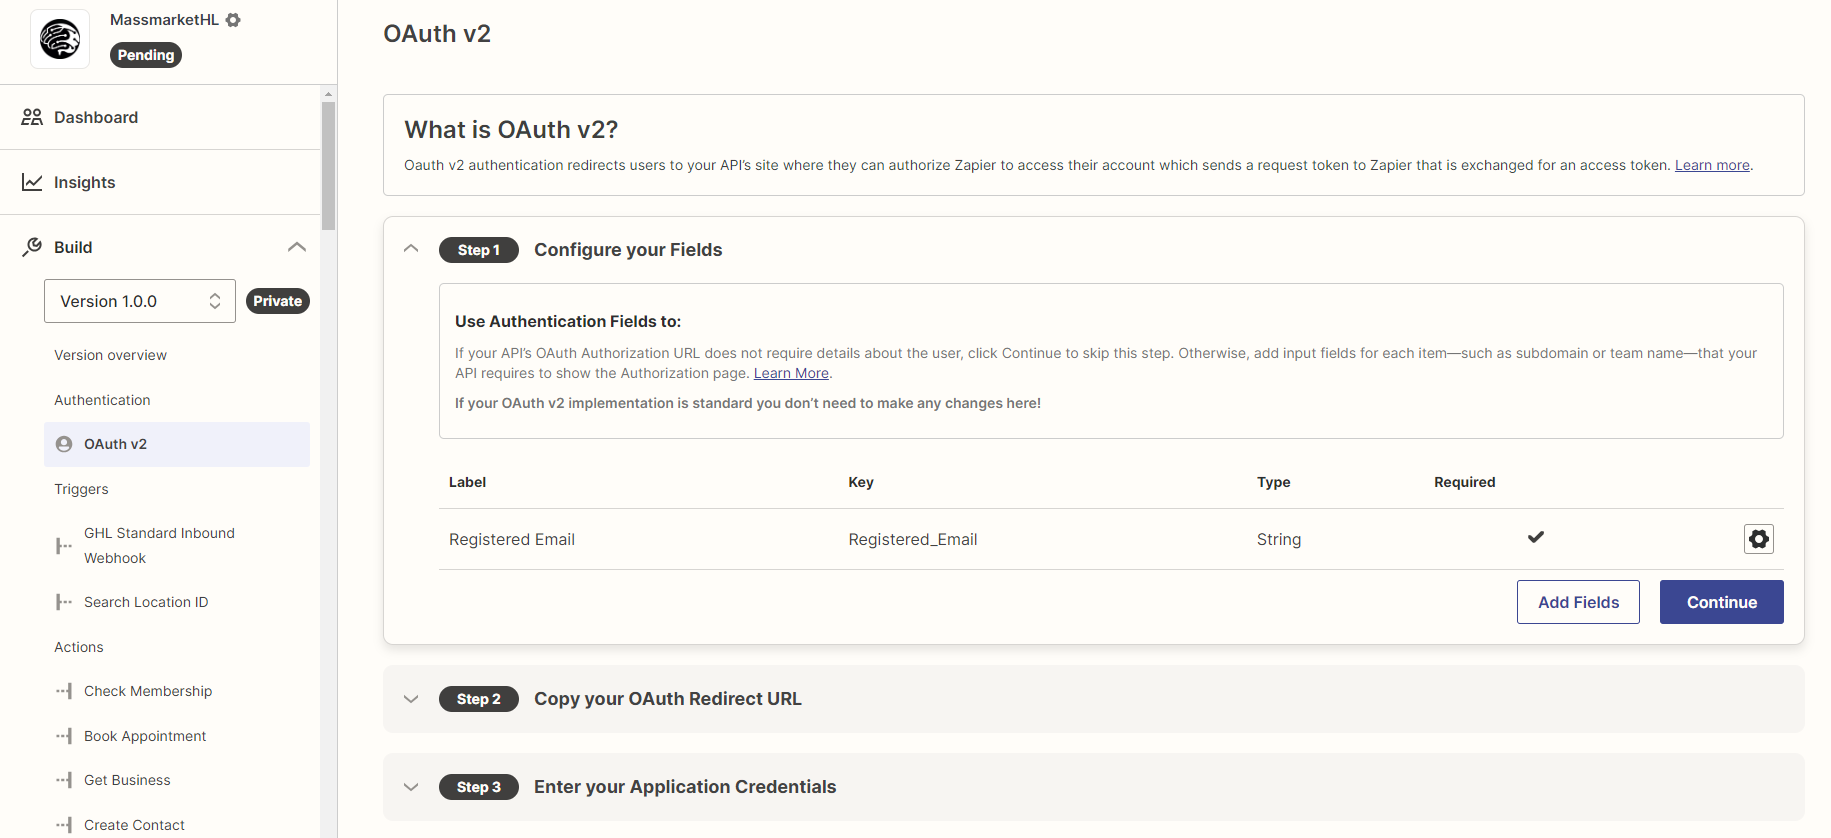 MassmarketHL
Pending
Dashboard
Insights
Build
Version 1.0.0
Private
Version overview
Authentication
OAuth v2
Triggers
GHL Standard Inbound
Webhook
Search Location ID
Actions
Check Membership
Book Appointment
Get Business
Create Contact
OAuth v2
What is OAuth v2?
Oauth v2 authentication redirects users to your API’s site where they can authorize Zapier to access their account which sends a request token to Zapier that is exchanged for an access token. Learn more.
Step 1
Configure your Fields
Use Authentication Fields to:
If your API’s OAuth Authorization URL does not require details about the user, click Continue to skip this step. Otherwise, add input fields for each item—such as subdomain or team name—that your
API requires to show the Authorization page. Learn More.
If your OAuth v2 implementation is standard you don’t need to make any changes here!
Label Key Type Required
Registered Email Registered_Email String
Add Fields
Continue
Step 2
Copy your OAuth Redirect URL
Step 3
Enter your Application Credentials